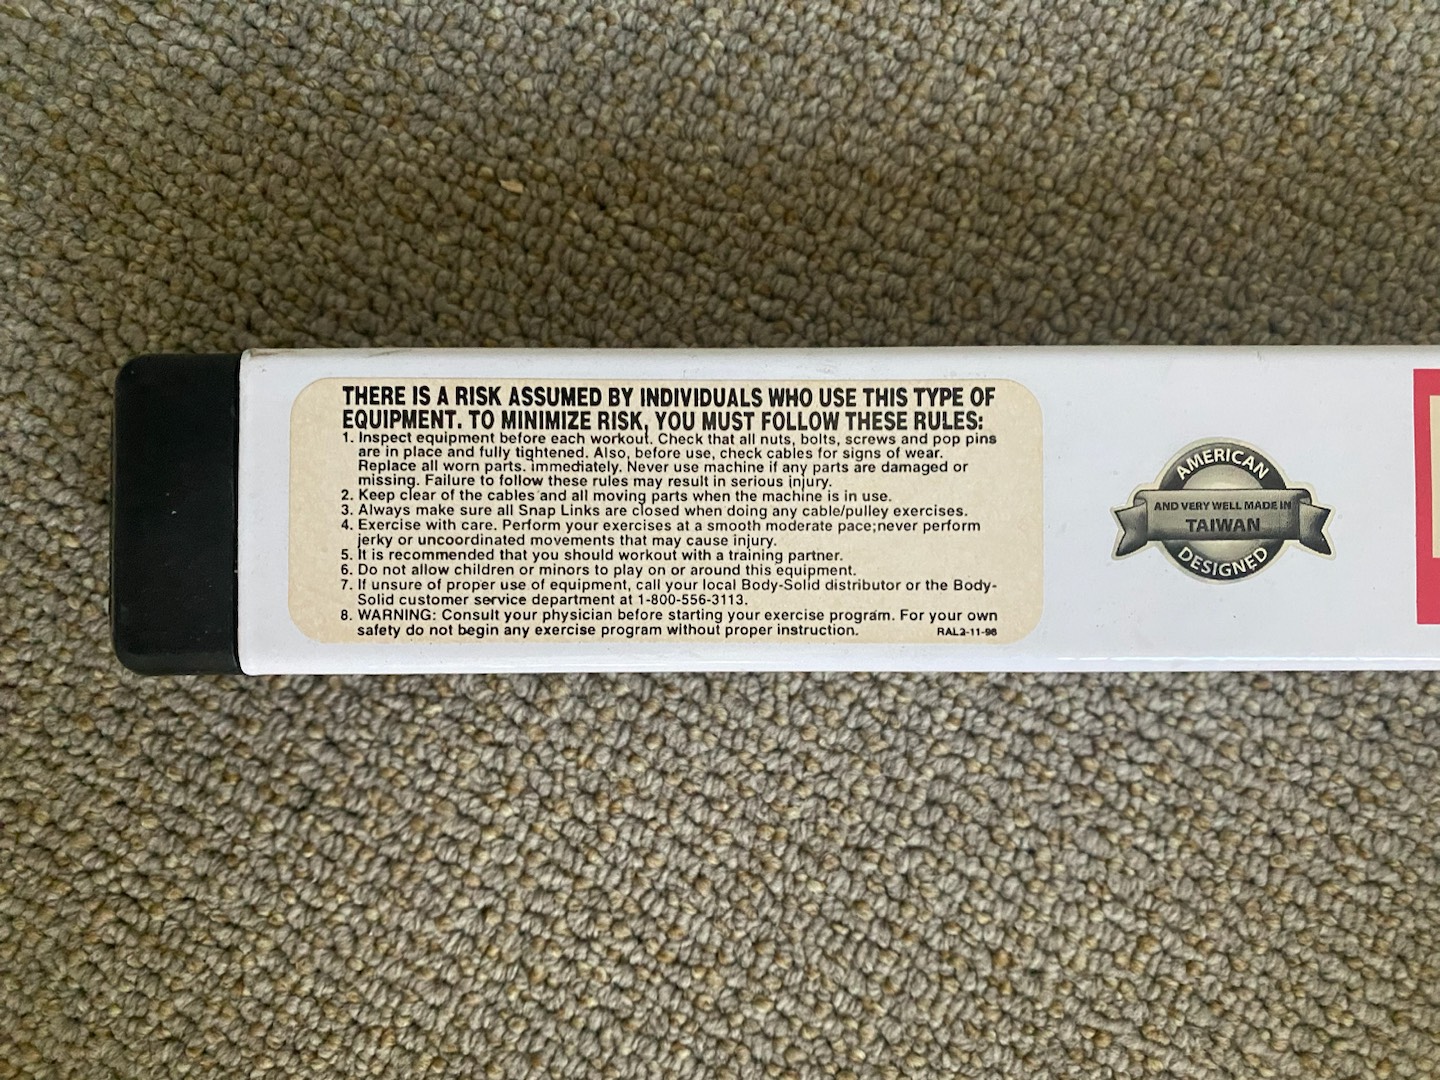 THERE IS A RISK ASSUMED BY INDIVIDUALS WHO USE THIS TYPE OF
EQUIPMENT. TO MINIMIZE RISK, YOU MUST FOLLOW THESE RULES:
1. Inspect equipment before each workout. Check that all nuts, bolts, screws and pop pins
are in place and fully tightened. Also, before use, check cables for signs of wear.
Replace all worn parts. immediately. Never use machine if any parts are damaged or
missing. Failure to follow these rules may result in serious injury.
2. Keep clear of the cables and all moving parts when the machine is in use.
3. Always make sure all Snap Links are closed when doing any cable/pulley exercises.
4. Exercise with care. Perform your exercises at a smooth moderate pace;never perform
jerky or uncoordinated movements that may cause injury.
5. It is recommended that you should workout with a training partner.
6. Do not allow children or minors to play on or around this equipment.
7. If unsure of proper use of equipment, call your local Body-Solid distributor or the Body-
Solid customer service department at 1-800-556-3113.
8. WARNING: Consult your physician before starting your exercise program. For your own
safety do not begin any exercise program without proper instruction.
RAL2-11-98
AMERICAN
AND VERY WELL MADE IN
TAIWAN
DESIGNED